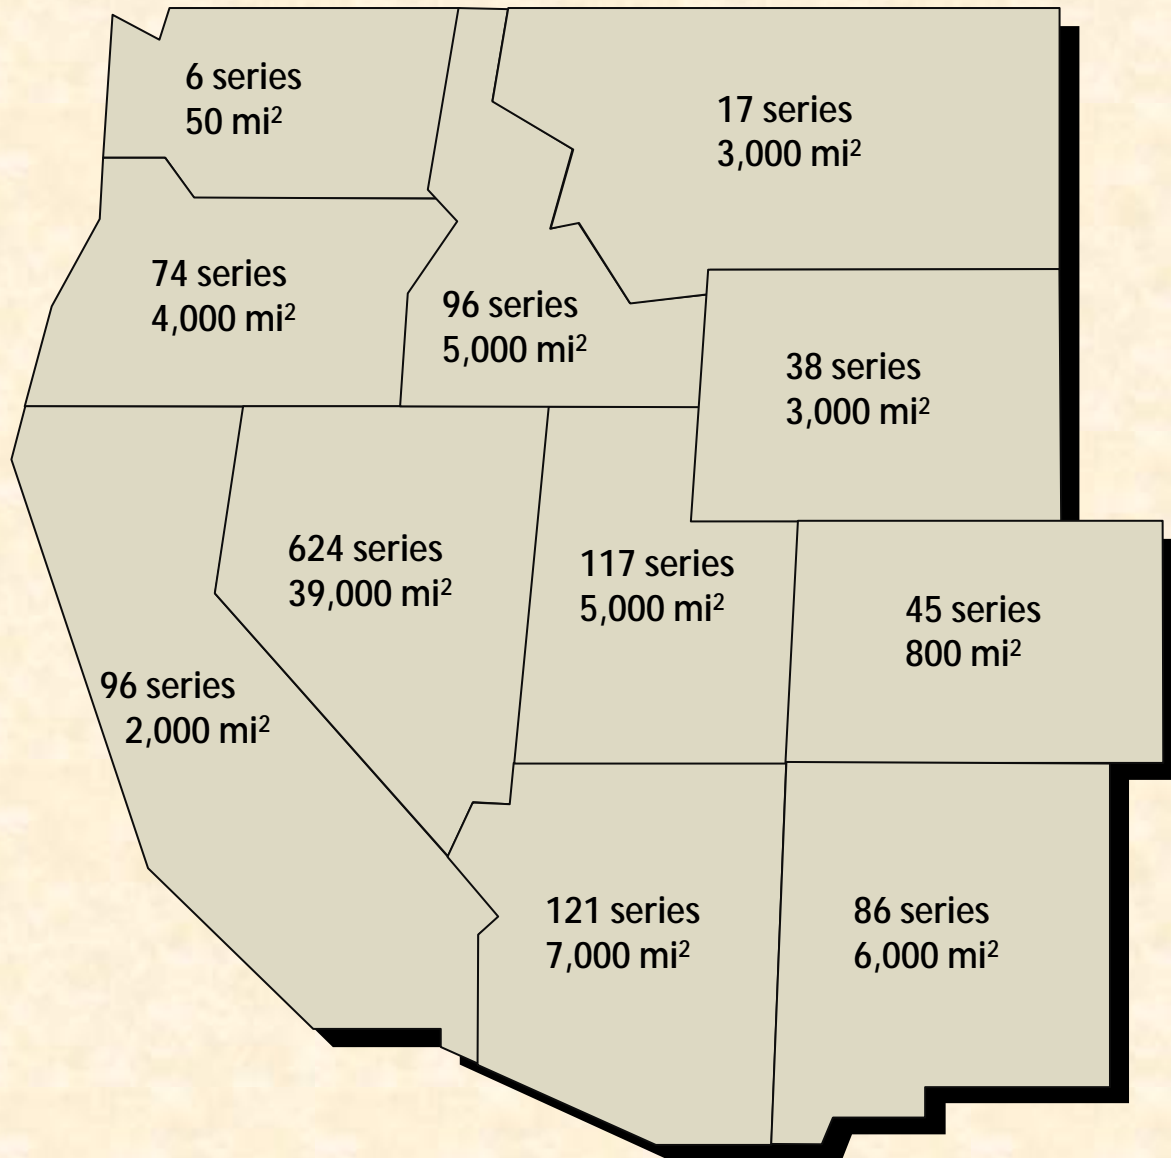 6 series
50 mi²
17 series
3,000 mi²
74 series
4,000 mi²
96 series
5,000 mi²
38 series
3,000 mi²
624 series
39,000 mi²
117 series
5,000 mi²
45 series
800 mi²
96 series
2,000 mi²
121 series
7,000 mi²
86 series
6,000 mi²